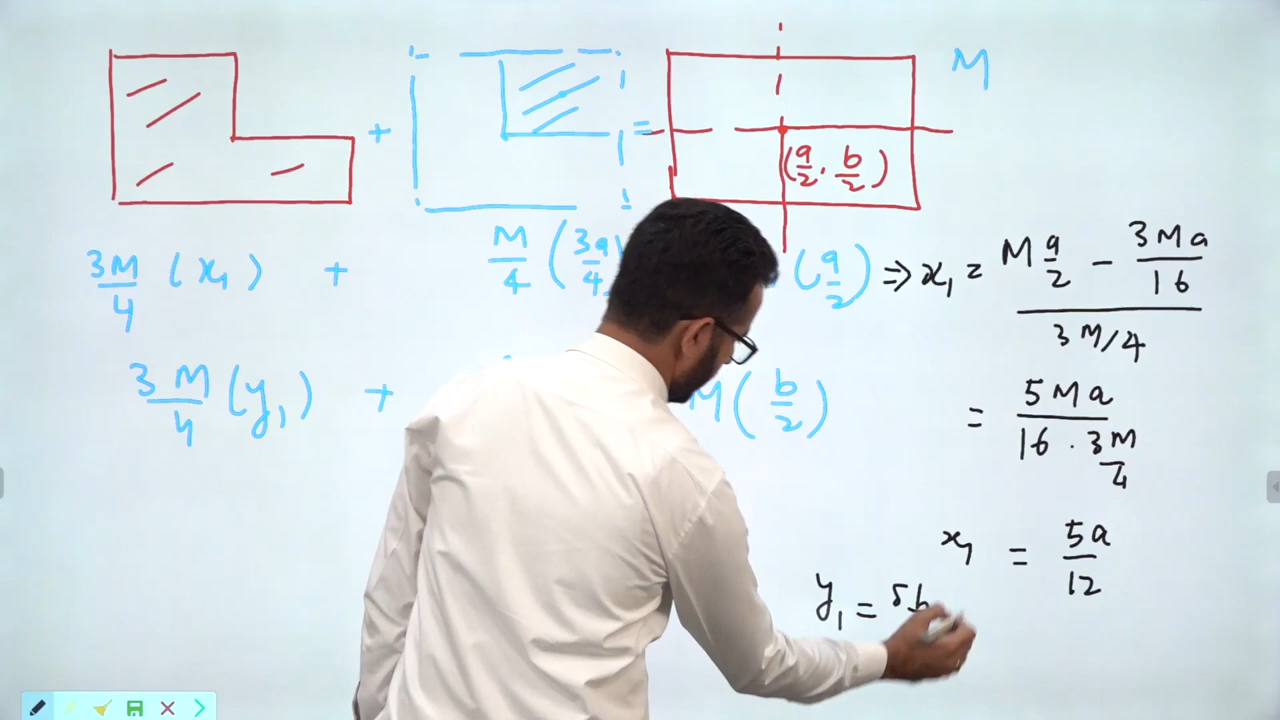 + = M
(a/2, b/2)
3M/4 (x₁) + M/4 (3a/4) (a/2) ⇒ x₁ = (M a/2 − 3Ma/16) / (3M/4)
3M/4 (y₁) + M (b/2)
= 5Ma / (16 · 3M/4)
x₁ = 5a/12
y₁ = 5b